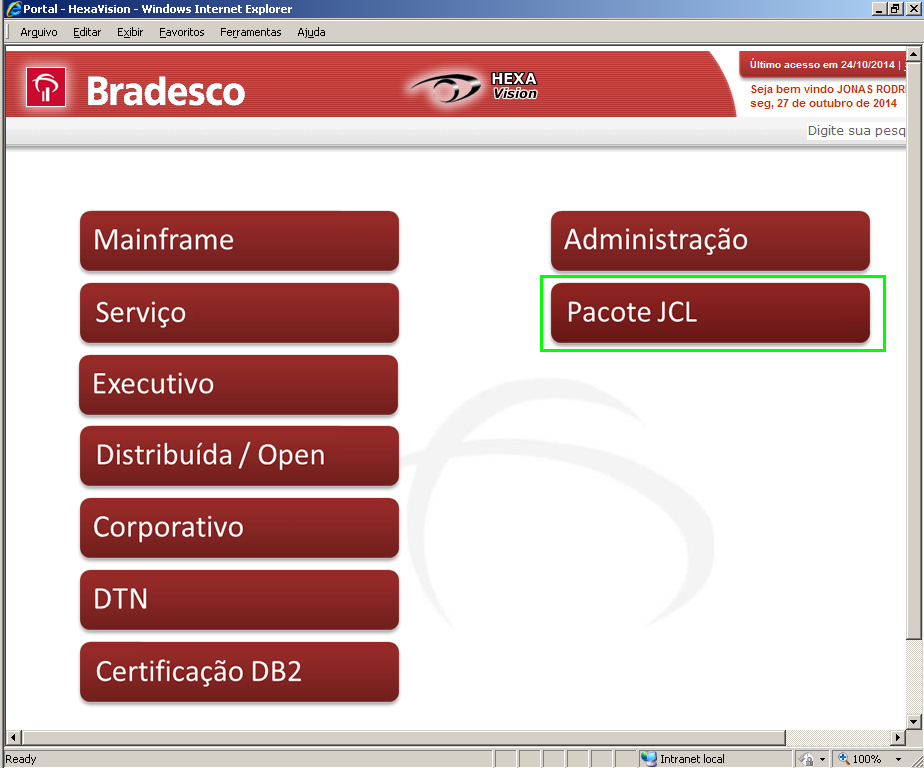 Portal - HexaVision - Windows Internet Explorer
Arquivo Editar Exibir Favoritos Ferramentas Ajuda
Bradesco
HEXA
Vision
Último acesso em 24/10/2014 |
Seja bem vindo JONAS RODRI
seg, 27 de outubro de 2014
Digite sua pesq
Mainframe
Administração
Serviço
Pacote JCL
Executivo
Distribuída / Open
Corporativo
DTN
Certificação DB2
Ready
Intranet local
100%